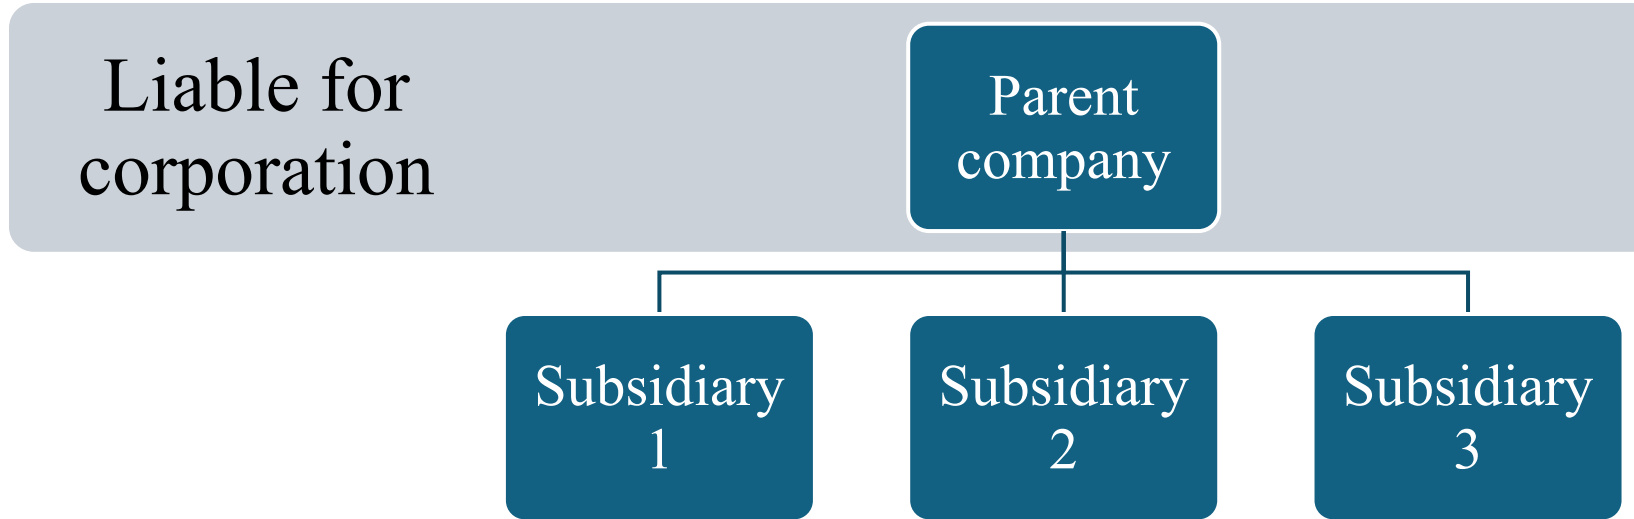 Liable for
corporation
Parent
company
Subsidiary
1
Subsidiary
2
Subsidiary
3